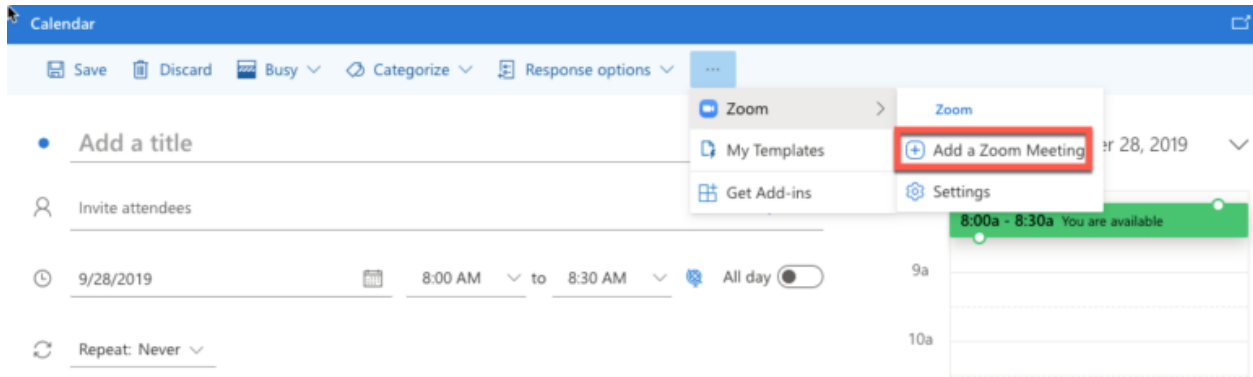 Calendar
Save Discard Busy Categorize Response options ...
Zoom Zoom
Add a title
My Templates Add a Zoom Meeting er 28, 2019
Get Add-ins Settings
Invite attendees
8:00a - 8:30a You are available
9/28/2019 8:00 AM to 8:30 AM All day
9a
Repeat: Never
10a